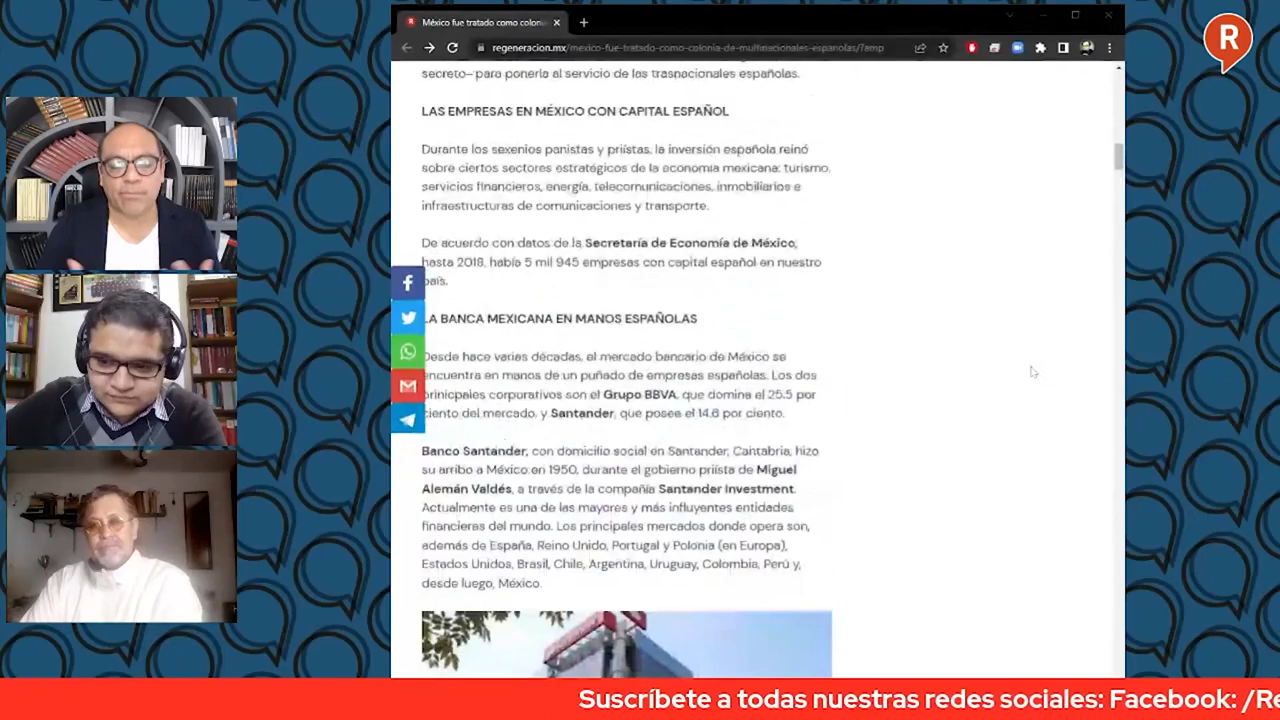 México fue tratado como coloni
regeneracion.mx/mexico-fue-tratado-como-colonia-de-multinacionales-espanolas/?amp
R
secreto– para ponerla al servicio de las trasnacionales españolas.
LAS EMPRESAS EN MÉXICO CON CAPITAL ESPAÑOL
Durante los sexenios panistas y priístas, la inversión española reinó
sobre ciertos sectores estratégicos de la economía mexicana: turismo,
servicios financieros, energía, telecomunicaciones, inmobiliarios e
infraestructuras de comunicaciones y transporte.
De acuerdo con datos de la Secretaría de Economía de México,
hasta 2018, había 5 mil 945 empresas con capital español en nuestro
país.
LA BANCA MEXICANA EN MANOS ESPAÑOLAS
Desde hace varias décadas, el mercado bancario de México se
encuentra en manos de un puñado de empresas españolas. Los dos
prinicpales corporativos son el Grupo BBVA, que domina el 25.5 por
ciento del mercado, y Santander, que posee el 14.6 por ciento.
Banco Santander, con domicilio social en Santander, Cantabria, hizo
su arribo a México en 1950, durante el gobierno priísta de Miguel
Alemán Valdés, a través de la compañía Santander Investment.
Actualmente es una de las mayores y más influyentes entidades
financieras del mundo. Los principales mercados donde opera son,
además de España, Reino Unido, Portugal y Polonia (en Europa),
Estados Unidos, Brasil, Chile, Argentina, Uruguay, Colombia, Perú y,
desde luego, México.
Suscríbete a todas nuestras redes sociales: Facebook: /Re